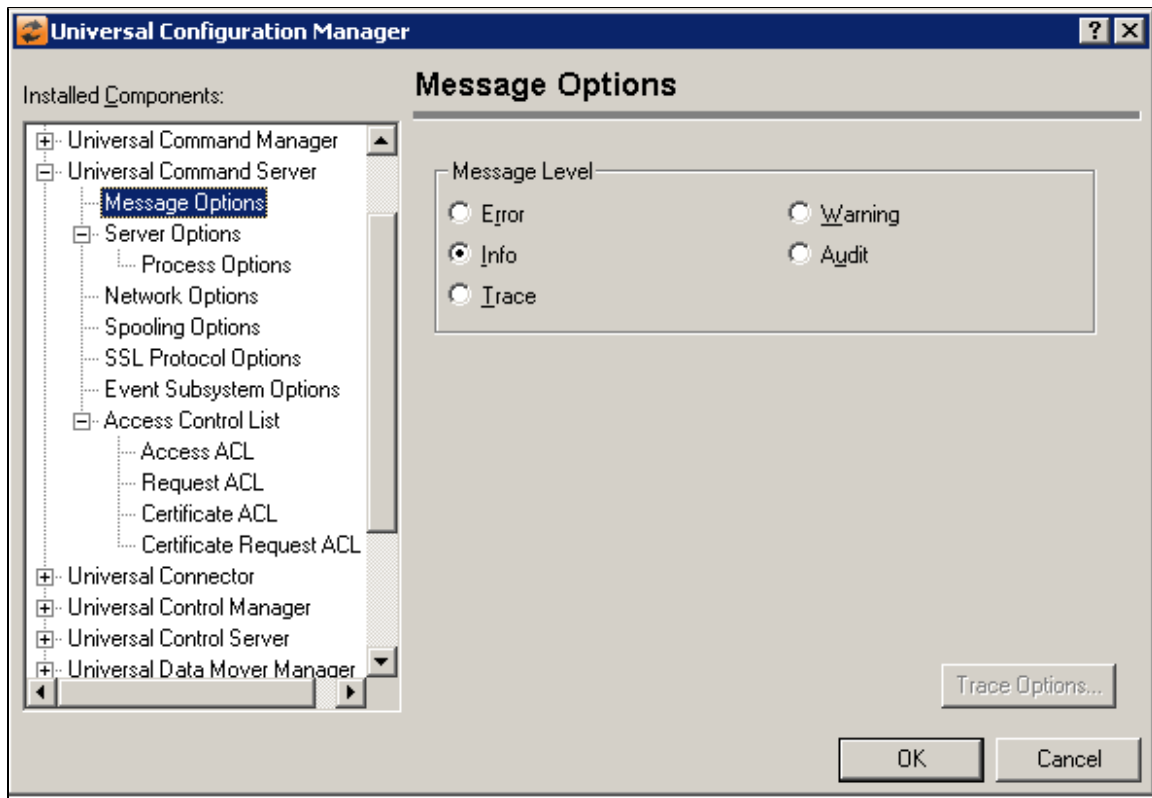 Universal Configuration Manager
Installed Components:
Universal Command Manager
Universal Command Server
Message Options
Server Options
Process Options
Network Options
Spooling Options
SSL Protocol Options
Event Subsystem Options
Access Control List
Access ACL
Request ACL
Certificate ACL
Certificate Request ACL
Universal Connector
Universal Control Manager
Universal Control Server
Universal Data Mover Manager
Message Options
Message Level
Error
Warning
Info
Audit
Trace
Trace Options...
OK
Cancel